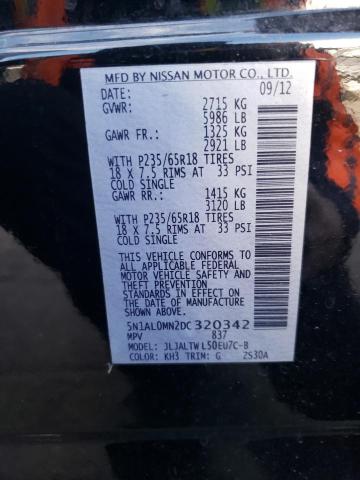 MFD BY NISSAN MOTOR CO., LTD.
DATE: 09/12
GVWR: 2715 KG
5986 LB
GAWR FR.: 1325 KG
2921 LB
WITH P235/65R18 TIRES
18 X 7.5 RIMS AT 33 PSI
COLD SINGLE
GAWR RR.: 1415 KG
3120 LB
WITH P235/65R18 TIRES
18 X 7.5 RIMS AT 33 PSI
COLD SINGLE
THIS VEHICLE CONFORMS TO
ALL APPLICABLE FEDERAL
MOTOR VEHICLE SAFETY AND
THEFT PREVENTION
STANDARDS IN EFFECT ON
THE DATE OF MANUFACTURE
SHOWN ABOVE.
5N1AL0MN2DC320342
MPV 837
MODEL: JLJALTWL50EU7C-B
COLOR: KH3 TRIM: G 2S30A